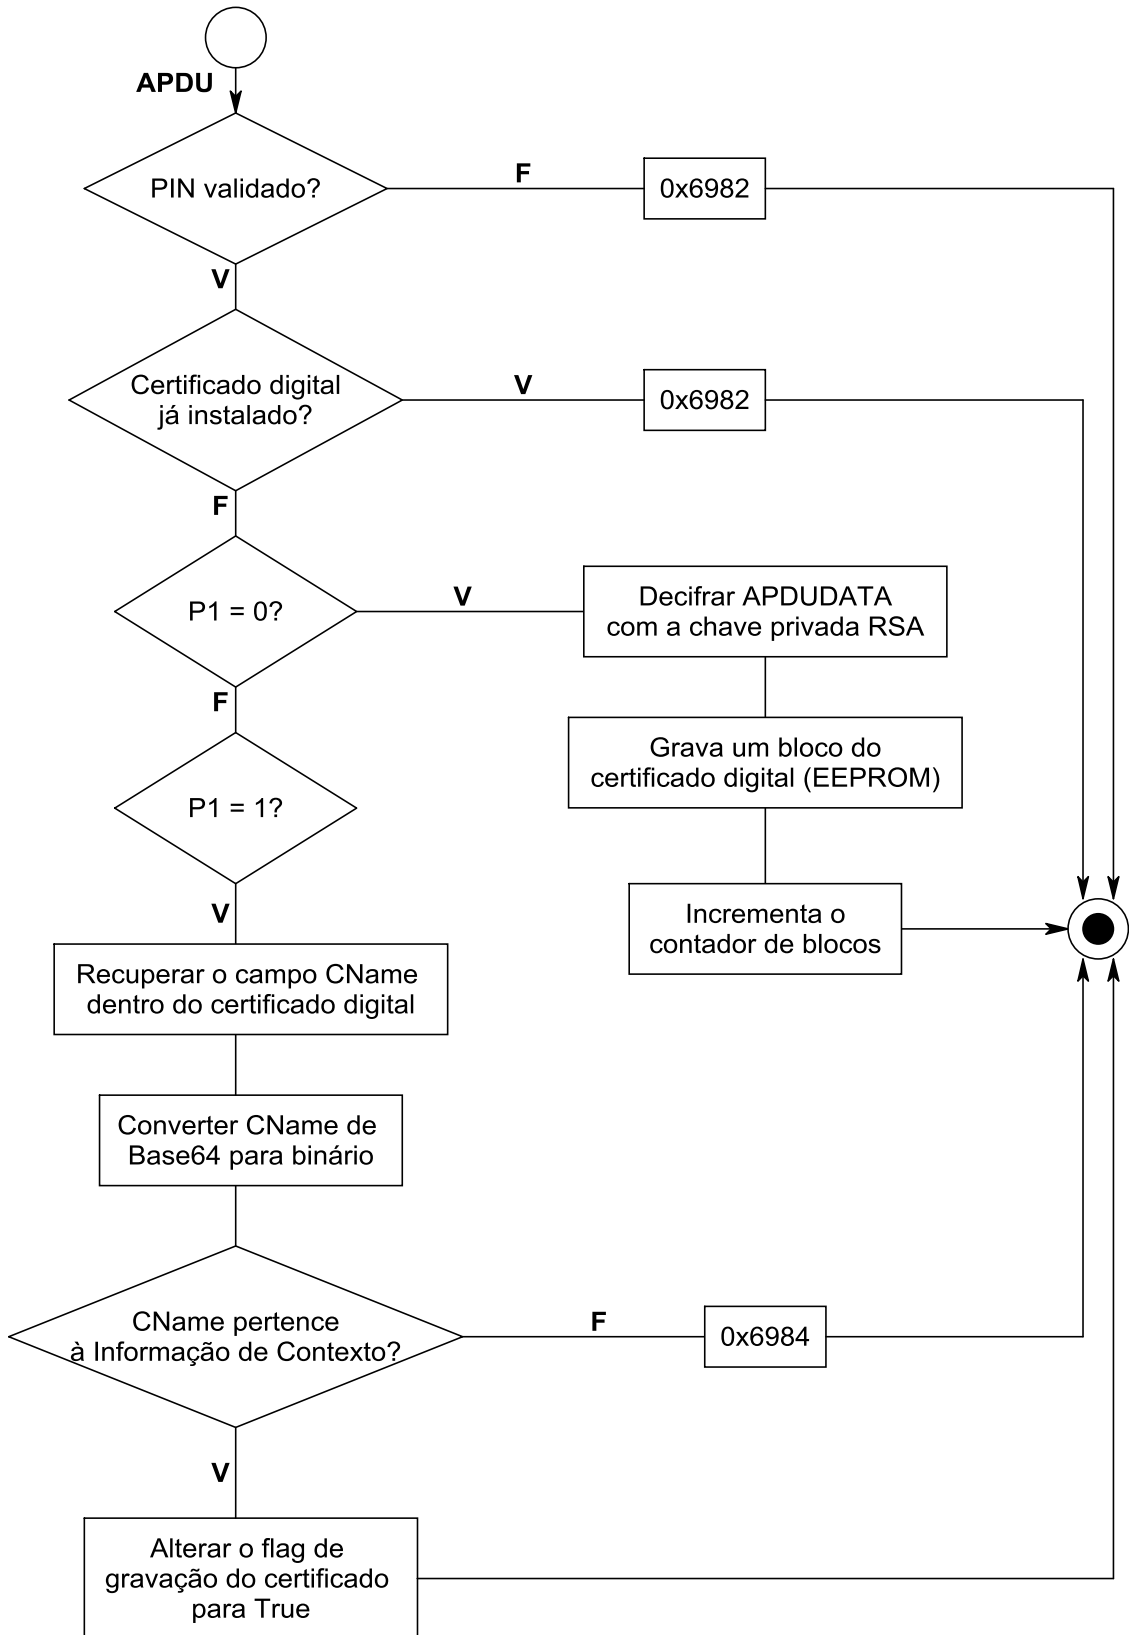 APDU
PIN validado?
F
0x6982
V
Certificado digital
já instalado?
V
0x6982
F
P1 = 0?
V
Decifrar APDUDATA
com a chave privada RSA
F
Grava um bloco do
certificado digital (EEPROM)
P1 = 1?
Incrementa o
contador de blocos
V
Recuperar o campo CName
dentro do certificado digital
Converter CName de
Base64 para binário
CName pertence
à Informação de Contexto?
F
0x6984
V
Alterar o flag de
gravação do certificado
para True